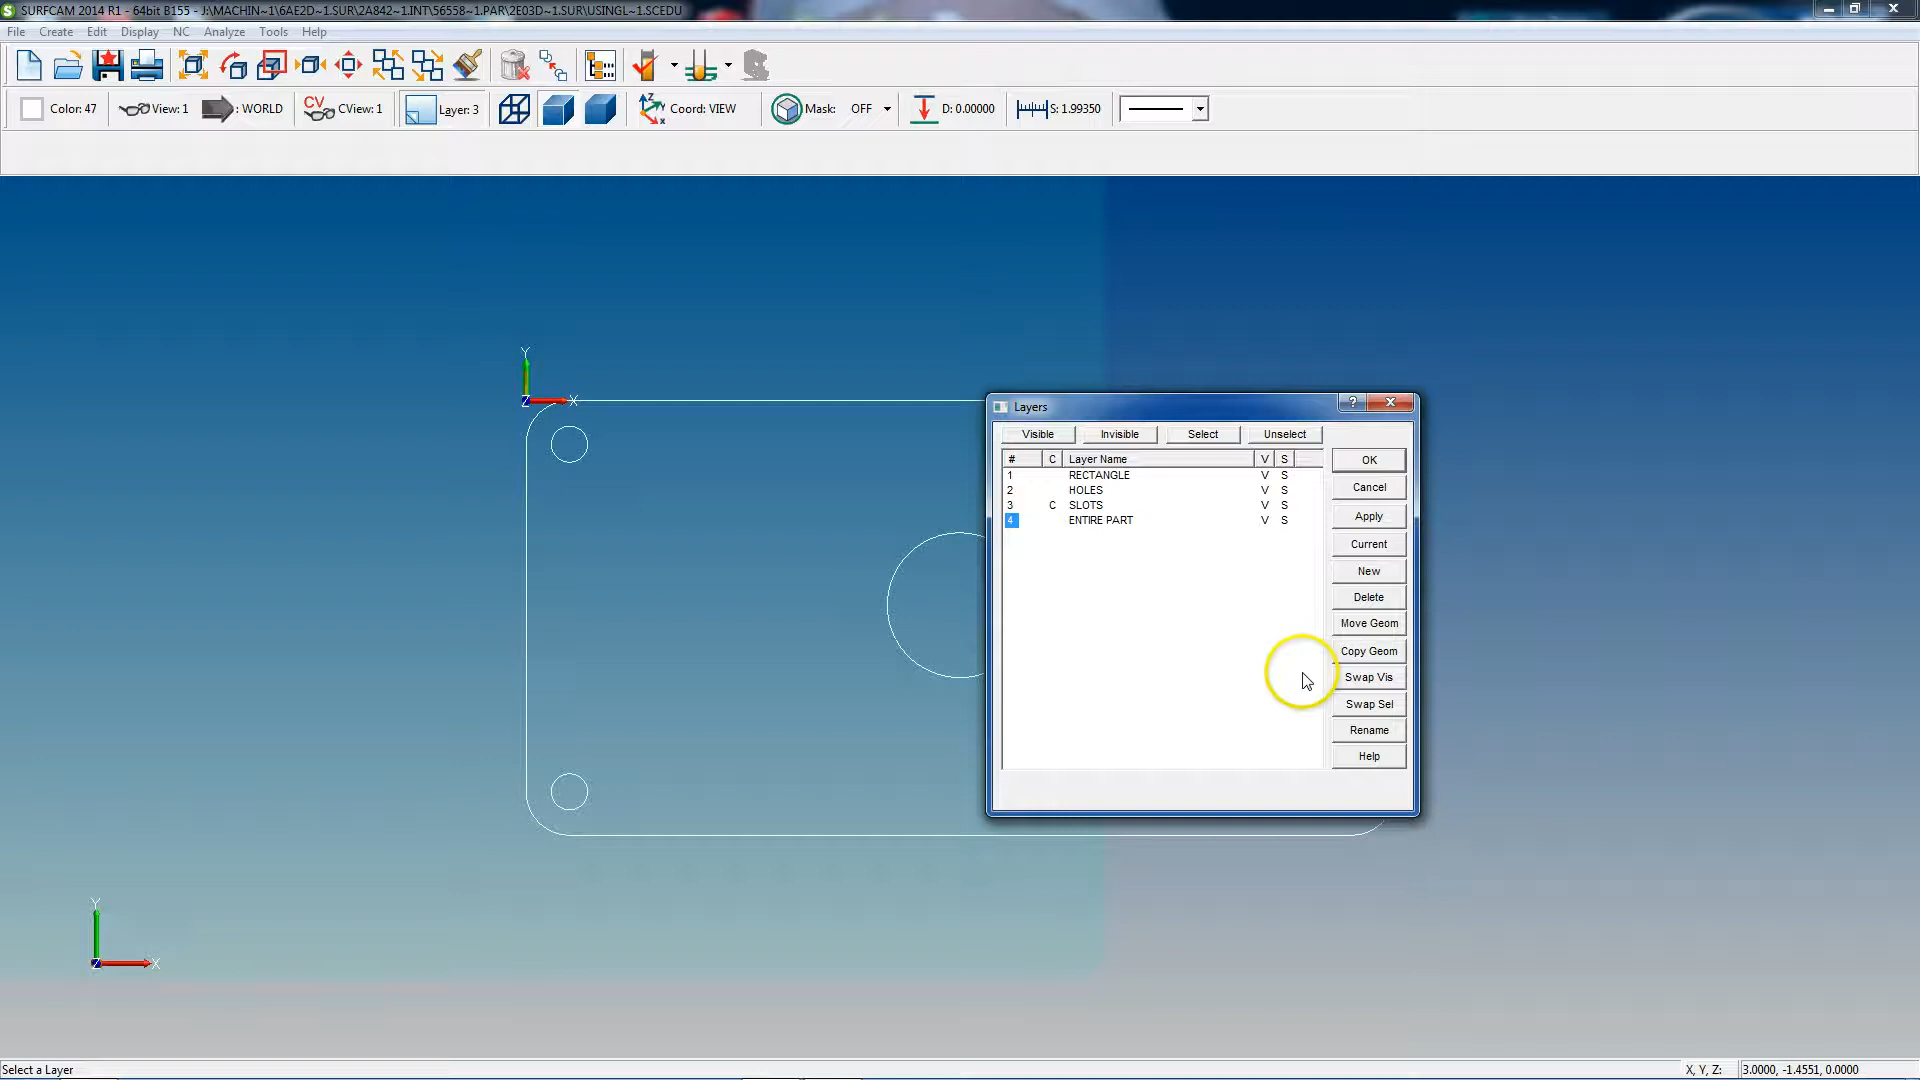 SURFCAM 2014 R1 - 64bit B155 - J:\MACHIN~1\6AE2D~1.SUR\2A842~1.INT\56558~1.PAR\2E03D~1.SUR\USINGL~1.SCEDU
File Create Edit Display NC Analyze Tools Help
Color: 47 View: 1 : WORLD CV CView: 1 Layer: 3 Coord: VIEW Mask: OFF D: 0.00000 S: 1.99350
Y
Z X
Layers
Visible Invisible Select Unselect
# C Layer Name V S
1 RECTANGLE V S
2 HOLES V S
3 C SLOTS V S
4 ENTIRE PART V S
OK
Cancel
Apply
Current
New
Delete
Move Geom
Copy Geom
Swap Vis
Swap Sel
Rename
Help
Y
Z X
Select a Layer
X, Y, Z: 3.0000, -1.4551, 0.0000